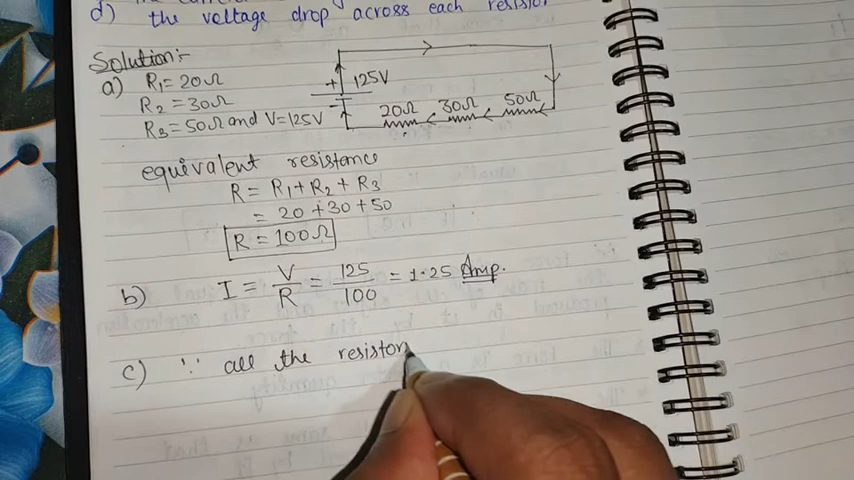 d) the voltage drop across each resistor
Solution:-
a) R1 = 20Ω
R2 = 30Ω
R3 = 50Ω and V = 125V
+ 125V
-
20Ω 30Ω 50Ω
equivalent resistance
R = R1 + R2 + R3
= 20 + 30 + 50
R = 100Ω
b) I = V/R = 125/100 = 1.25 Amp.
c) ∵ all the resistor